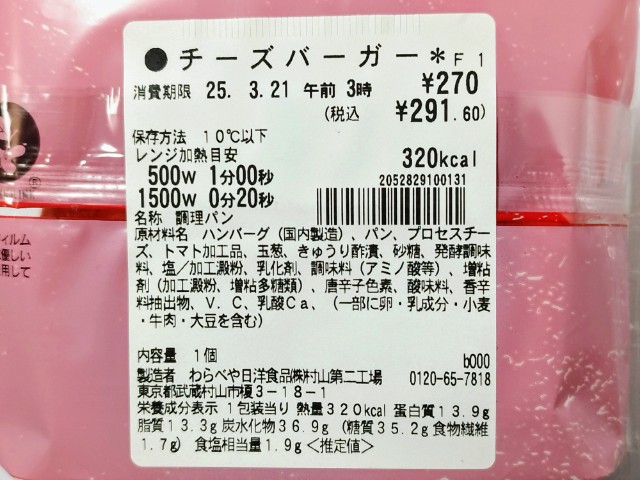 ●チーズバーガー＊F1
消費期限 25. 3.21 午前 3時 ¥270
(税込 ¥291.60)
保存方法 10℃以下
レンジ加熱目安 320kcal
500W 1分00秒
1500W 0分20秒
2052829100131
名称 調理パン
原材料名 ハンバーグ（国内製造）、パン、プロセスチー
ズ、トマト加工品、玉葱、きゅうり酢漬、砂糖、発酵調味
料、塩／加工澱粉、乳化剤、調味料（アミノ酸等）、増粘
剤（加工澱粉、増粘多糖類）、唐辛子色素、酸味料、香辛
料抽出物、V.C、乳酸Ca、（一部に卵・乳成分・小麦
・牛肉・大豆を含む）
内容量 1個 b000
製造者 わらべや日洋食品㈱村山第二工場 0120-65-7818
東京都武蔵村山市榎3-18-1
栄養成分表示 1包装当り 熱量320kcal 蛋白質13.9g
脂質13.3g 炭水化物36.9g (糖質35.2g 食物繊維
1.7g) 食塩相当量1.9g＜推定値＞
®
ィルム
優しい
用して